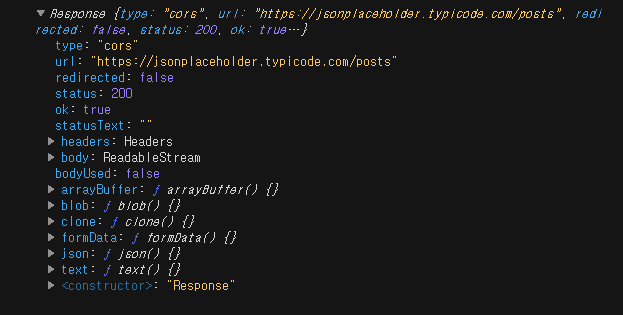 ▼ Response {type: "cors", url: "https://jsonplaceholder.typicode.com/posts", redi
rected: false, status: 200, ok: true…}
type: "cors"
url: "https://jsonplaceholder.typicode.com/posts"
redirected: false
status: 200
ok: true
statusText: ""
▶ headers: Headers
▶ body: ReadableStream
bodyUsed: false
▶ arrayBuffer: ƒ arrayBuffer() {}
▶ blob: ƒ blob() {}
▶ clone: ƒ clone() {}
▶ formData: ƒ formData() {}
▶ json: ƒ json() {}
▶ text: ƒ text() {}
▶ <constructor>: "Response"